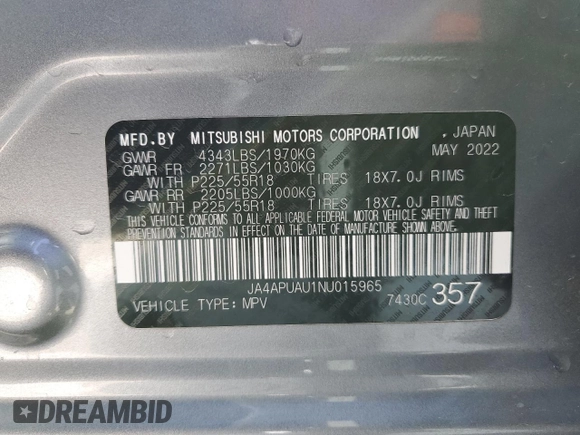 MFD.BY MITSUBISHI MOTORS CORPORATION , JAPAN
GVWR 4343LBS/1970KG MAY 2022
GAWR FR 2271LBS/1030KG
WITH P225/55R18 TIRES 18X7.0J RIMS
GAWR RR 2205LBS/1000KG
WITH P225/55R18 TIRES 18X7.0J RIMS
THIS VEHICLE CONFORMS TO ALL APPLICABLE FEDERAL MOTOR VEHICLE SAFETY AND THEFT
PREVENTION STANDARDS IN EFFECT ON THE DATE OF MANUFACTURE SHOWN ABOVE.
JA4APUAU1NU015965
VEHICLE TYPE: MPV 7430C 357
DREAMBID